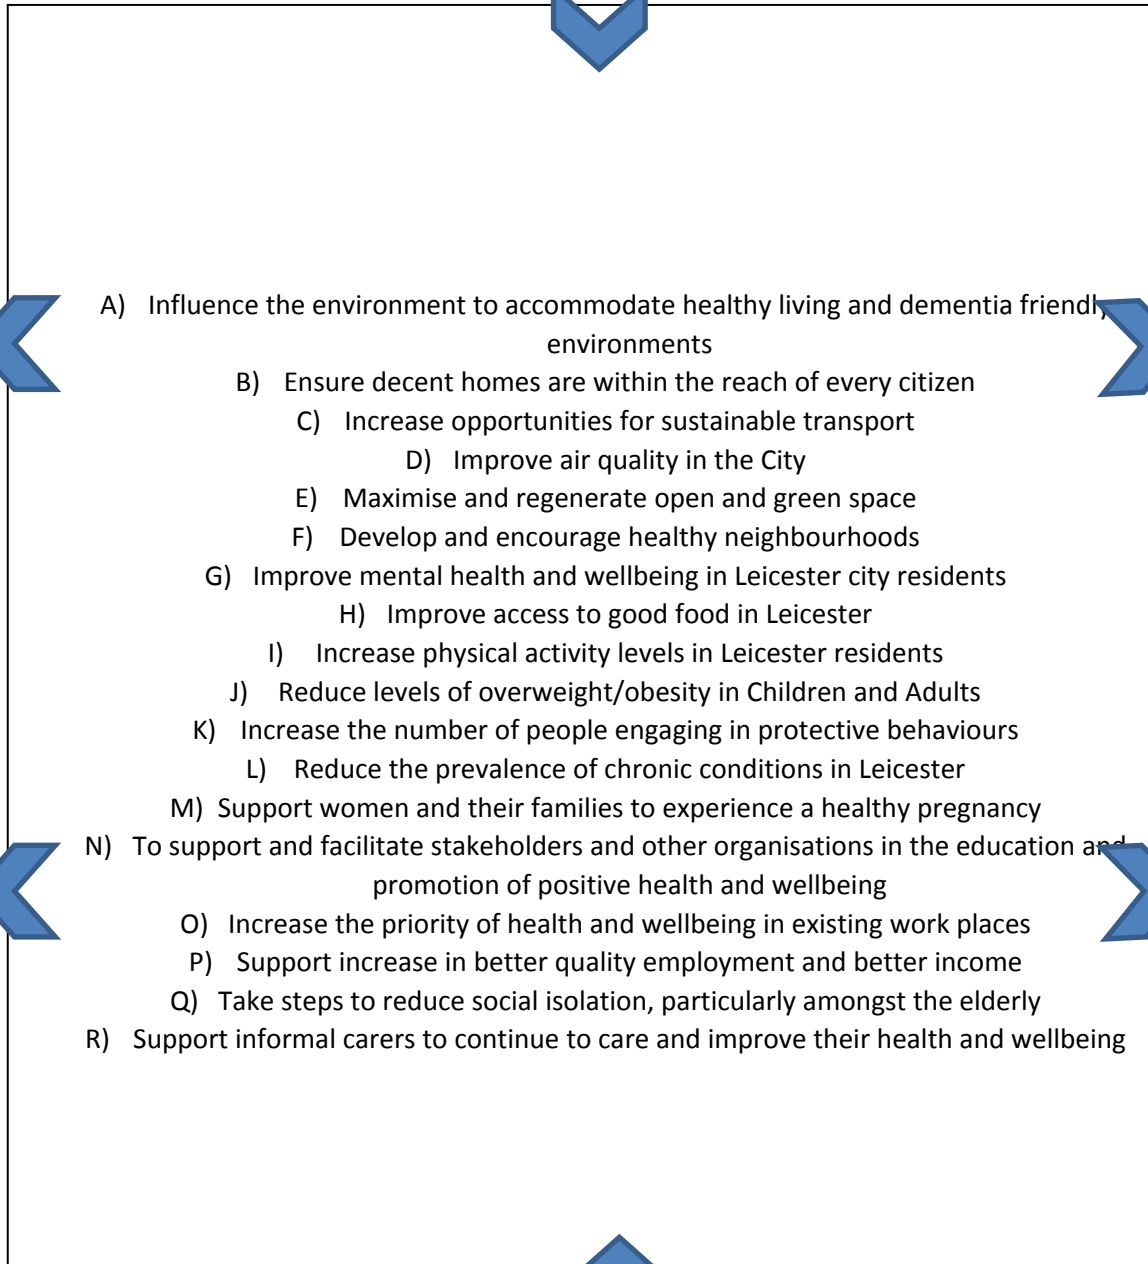 A) Influence the environment to accommodate healthy living and dementia friendly
environments
B) Ensure decent homes are within the reach of every citizen
C) Increase opportunities for sustainable transport
D) Improve air quality in the City
E) Maximise and regenerate open and green space
F) Develop and encourage healthy neighbourhoods
G) Improve mental health and wellbeing in Leicester city residents
H) Improve access to good food in Leicester
I) Increase physical activity levels in Leicester residents
J) Reduce levels of overweight/obesity in Children and Adults
K) Increase the number of people engaging in protective behaviours
L) Reduce the prevalence of chronic conditions in Leicester
M) Support women and their families to experience a healthy pregnancy
N) To support and facilitate stakeholders and other organisations in the education and
promotion of positive health and wellbeing
O) Increase the priority of health and wellbeing in existing work places
P) Support increase in better quality employment and better income
Q) Take steps to reduce social isolation, particularly amongst the elderly
R) Support informal carers to continue to care and improve their health and wellbeing